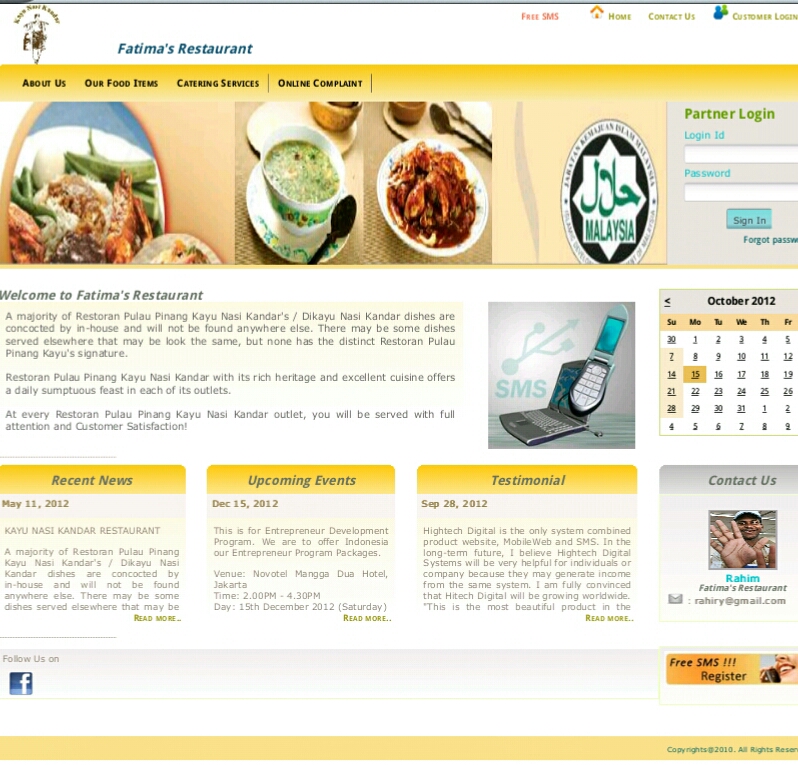 Kayu Nasi Kandar
Free SMS
Home
Contact Us
Customer Login
Fatima's Restaurant
About Us
Our Food Items
Catering Services
Online Complaint
MALAYSIA
حلال
Partner Login
Login Id
Password
Sign In
Forgot passw
Welcome to Fatima's Restaurant
A majority of Restoran Pulau Pinang Kayu Nasi Kandar's / Dikayu Nasi Kandar dishes are
concocted by in-house and will not be found anywhere else. There may be some dishes
served elsewhere that may be look the same, but none has the distinct Restoran Pulau
Pinang Kayu's signature.
Restoran Pulau Pinang Kayu Nasi Kandar with its rich heritage and excellent cuisine offers
a daily sumptuous feast in each of its outlets.
At every Restoran Pulau Pinang Kayu Nasi Kandar outlet, you will be served with full
attention and Customer Satisfaction!
SMS
< October 2012
Su Mo Tu We Th Fr
30 1 2 3 4 5
7 8 9 10 11 12
14 15 16 17 18 19
21 22 23 24 25 26
28 29 30 31 1 2
4 5 6 7 8 9
Recent News
May 11, 2012
KAYU NASI KANDAR RESTAURANT
A majority of Restoran Pulau Pinang
Kayu Nasi Kandar's / Dikayu Nasi
Kandar dishes are concocted by
in-house and will not be found
anywhere else. There may be some
dishes served elsewhere that may be
Read more..
Upcoming Events
Dec 15, 2012
This is for Entrepreneur Development
Program. We are to offer Indonesia
our Entrepreneur Program Packages.
Venue: Novotel Mangga Dua Hotel,
Jakarta
Time: 2.00PM - 4.30PM
Day: 15th December 2012 (Saturday)
Read more..
Testimonial
Sep 28, 2012
Hightech Digital is the only system combined
product website, MobileWeb and SMS. In the
long-term future, I believe Hightech Digital
Systems will be very helpful for individuals or
company because they may generate income
from the same system. I am fully convinced
that Hitech Digital will be growing worldwide.
"This is the most beautiful product in the
Read more..
Contact Us
Rahim
Fatima's Restaurant
: rahiry@gmail.com
Follow Us on
Free SMS !!!
Register
Copyrights@2010. All Rights Reser